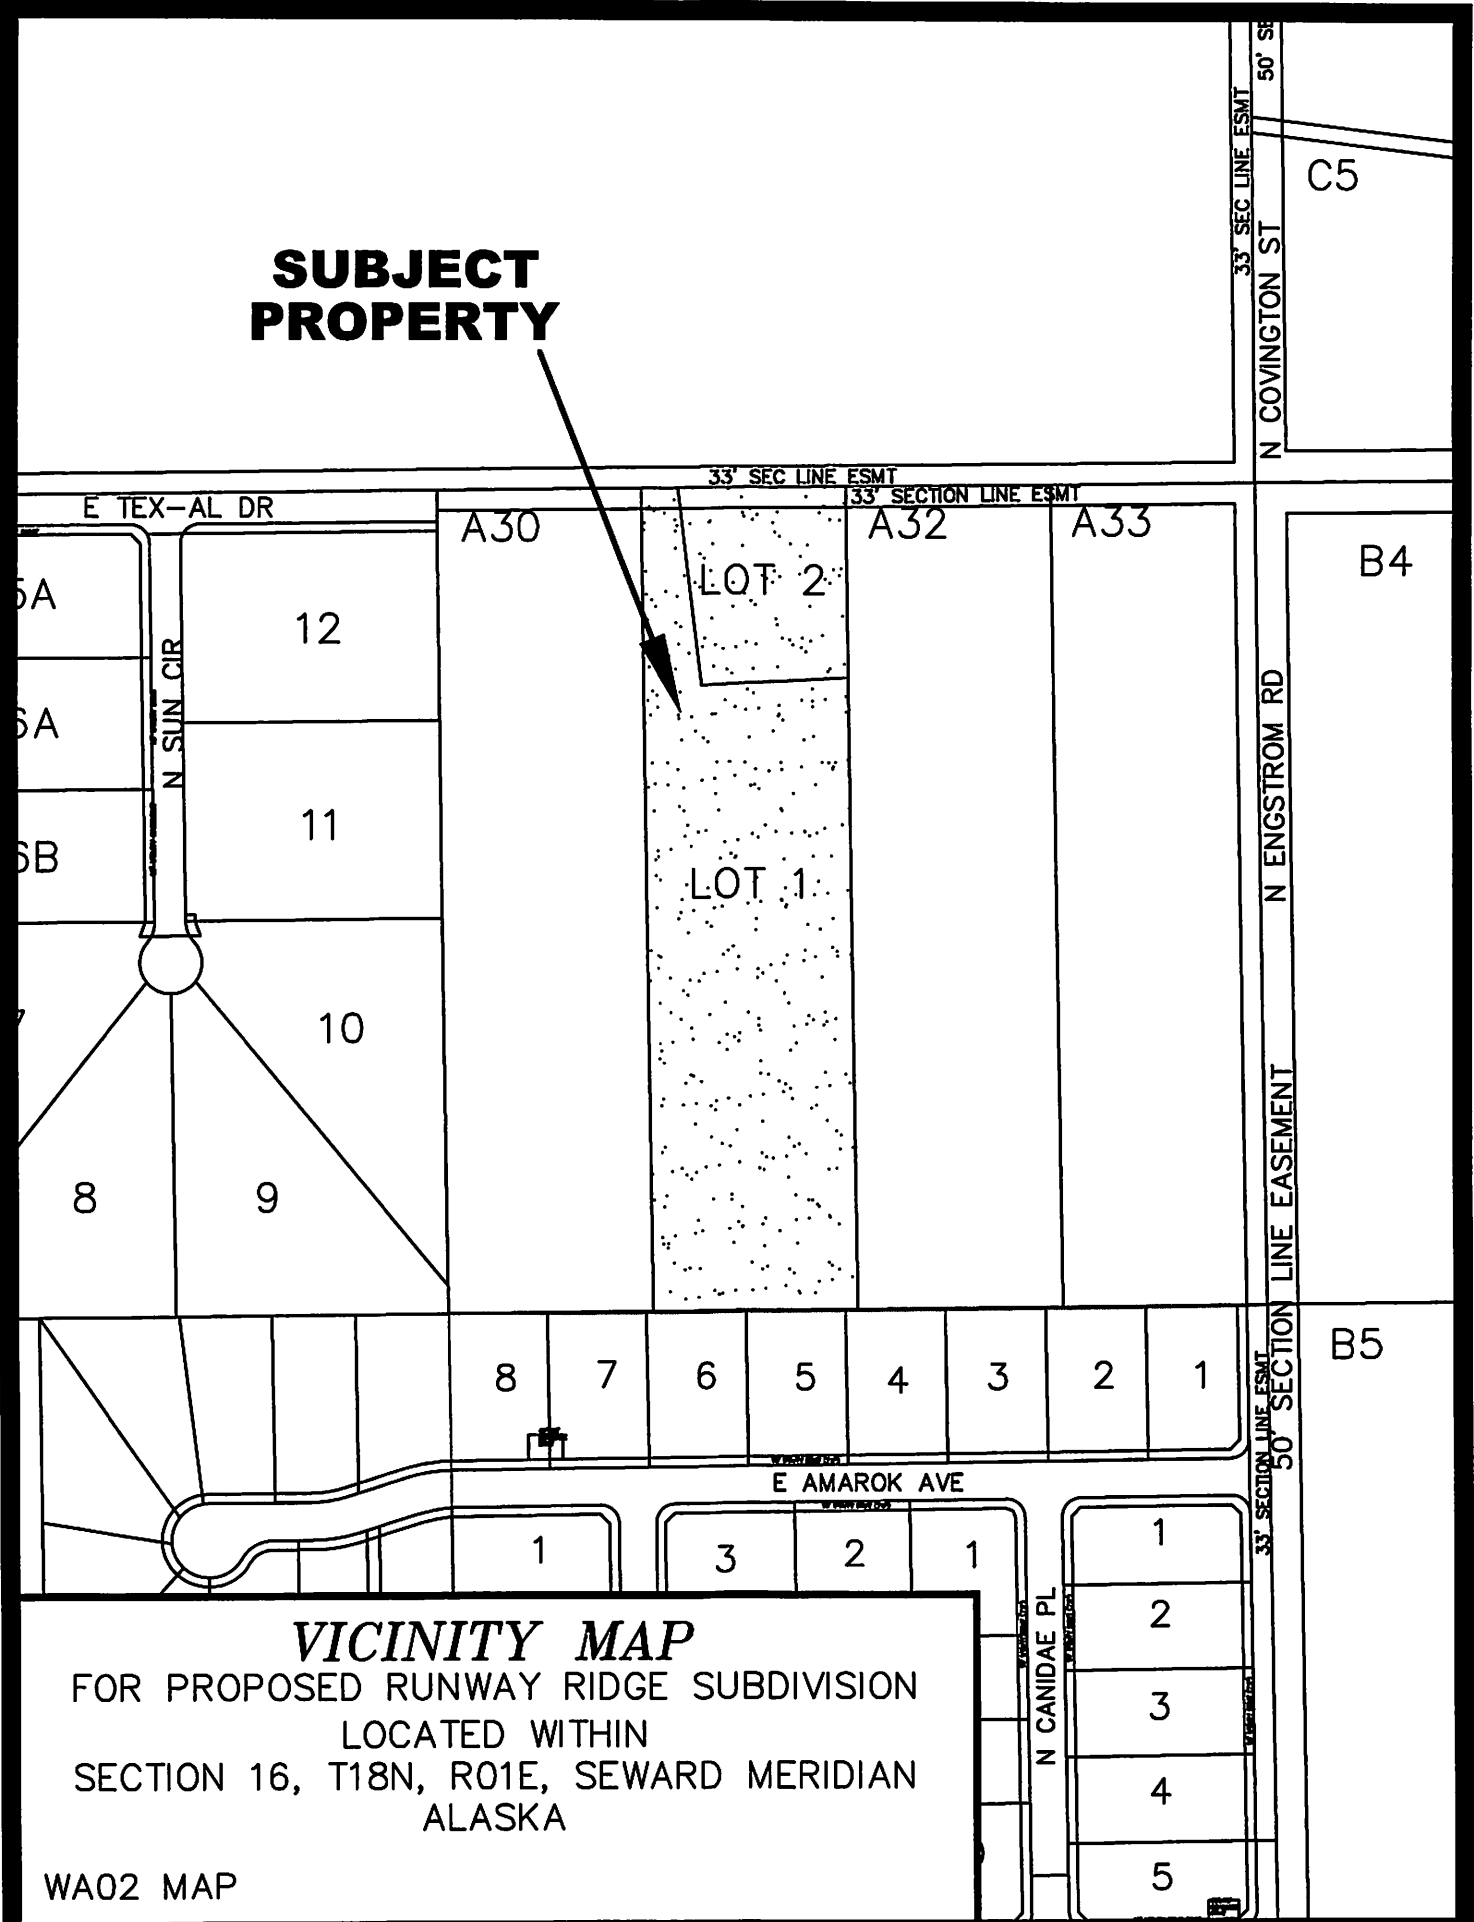 50' SE
33' SEC LINE ESMT
C5
N COVINGTON ST
SUBJECT
PROPERTY
33' SEC LINE ESMT
33' SECTION LINE ESMT
E TEX-AL DR
A30
A32
A33
B4
5A
12
LOT 2
N SUN CIR
6A
N ENGSTROM RD
11
6B
LOT 1
10
7
50' SECTION LINE EASEMENT
8
9
B5
8
7
6
5
4
3
2
1
33' SECTION LINE ESMT
E AMAROK AVE
1
3
2
1
1
2
N CANIDAE PL
3
4
5
VICINITY MAP
FOR PROPOSED RUNWAY RIDGE SUBDIVISION
LOCATED WITHIN
SECTION 16, T18N, R01E, SEWARD MERIDIAN
ALASKA
WA02 MAP